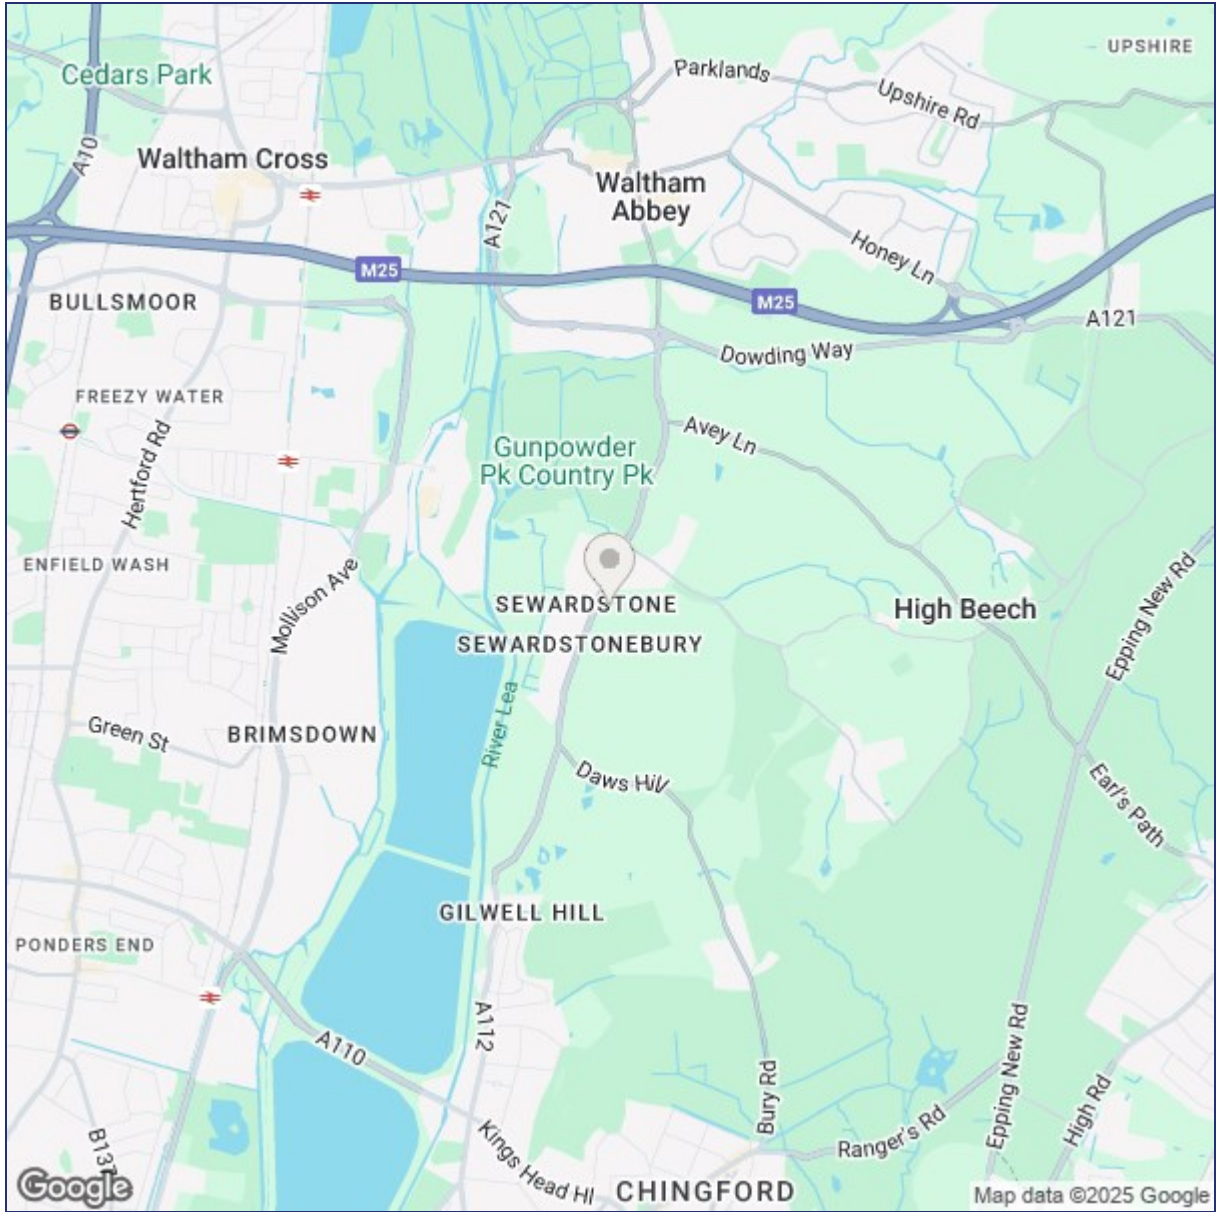 UPSHIRE
Cedars Park
Parklands
Upshire Rd
A10
Waltham Cross
Waltham
Abbey
A121
Honey Ln
M25
BULLSMOOR
M25
A121
Dowding Way
FREEZY WATER
Hertford Rd
Avey Ln
Gunpowder
Pk Country Pk
ENFIELD WASH
Mollison Ave
SEWARDSTONE
High Beech
Epping New Rd
SEWARDSTONEBURY
River Lea
Green St
BRIMSDOWN
Daws Hill
Earl's Path
GILWELL HILL
PONDERS END
A112
A110
Epping New Rd
Bury Rd
High Rd
Ranger's Rd
B137
Kings Head Hl
CHINGFORD
Google
Map data ©2025 Google